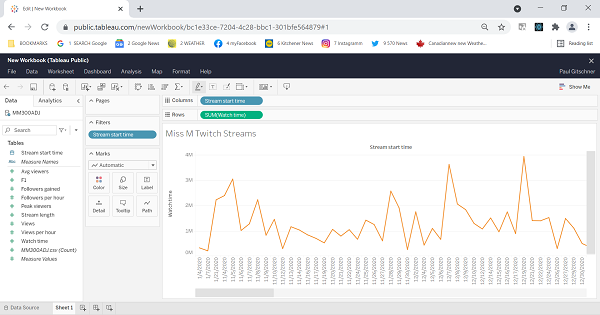 Edit | New Workbook
public.tableau.com/newWorkbook/bc1e33ce-7204-4c28-bbc1-301bfe564879#1
BOOKMARKS 1 SEARCH Google 2 Google News 2 WEATHER 4 myFacebook 6 Kitchener News 7 Instagramm 9 570 News Canadiannew Weathe... Reading list
New Workbook (Tableau Public)
File Data Worksheet Dashboard Analysis Map Format Help Paul Gitschner
Show Me
Data Analytics
MM300ADJ
Search
Tables
Stream start time
Measure Names
Avg viewers
F1
Followers gained
Followers per hour
Peak viewers
Stream length
Views
Views per hour
Watch time
MM300ADJ.csv (Count)
Measure Values
Pages
Filters
Stream start time
Marks
Automatic
Color Size Label
Detail Tooltip Path
Columns Stream start time
Rows SUM(Watch time)
Miss M Twitch Streams
Stream start time
Watch time
4M
3M
2M
1M
0M
Data Source Sheet 1